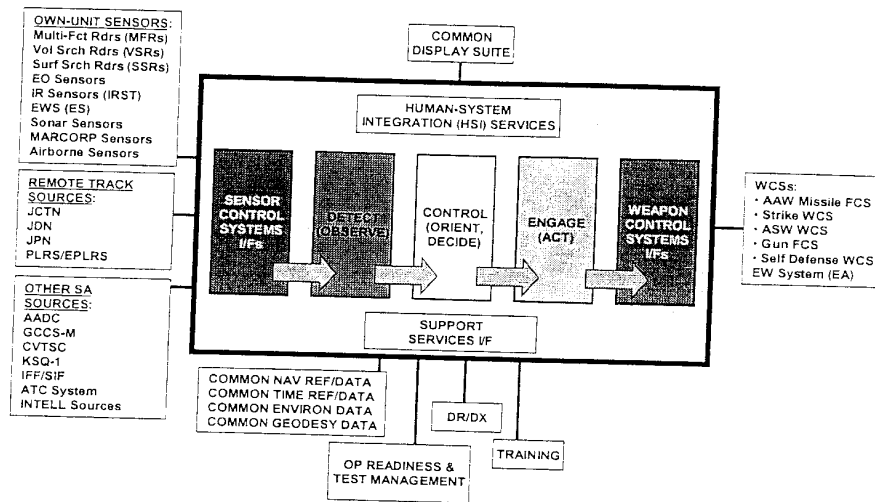 OWN-UNIT SENSORS:
Multi-Fct Rdrs (MFRs)
Vol Srch Rdrs (VSRs)
Surf Srch Rdrs (SSRs)
EO Sensors
IR Sensors (IRST)
EWS (ES)
Sonar Sensors
MARCORP Sensors
Airborne Sensors
REMOTE TRACK
SOURCES:
JCTN
JDN
JPN
PLRS/EPLRS
OTHER SA
SOURCES:
AADC
GCCS-M
CVTSC
KSQ-1
IFF/SIF
ATC System
INTELL Sources
COMMON
DISPLAY SUITE
HUMAN-SYSTEM
INTEGRATION (HSI) SERVICES
SENSOR
CONTROL
SYSTEMS
I/Fs
DETECT
(OBSERVE)
CONTROL
(ORIENT,
DECIDE)
ENGAGE
(ACT)
WEAPON
CONTROL
SYSTEMS
I/Fs
SUPPORT
SERVICES I/F
WCSs:
· AAW Missile FCS
· Strike WCS
· ASW WCS
· Gun FCS
· Self Defense WCS
EW System (EA)
COMMON NAV REF/DATA
COMMON TIME REF/DATA
COMMON ENVIRON DATA
COMMON GEODESY DATA
OP READINESS &
TEST MANAGEMENT
DR/DX
TRAINING